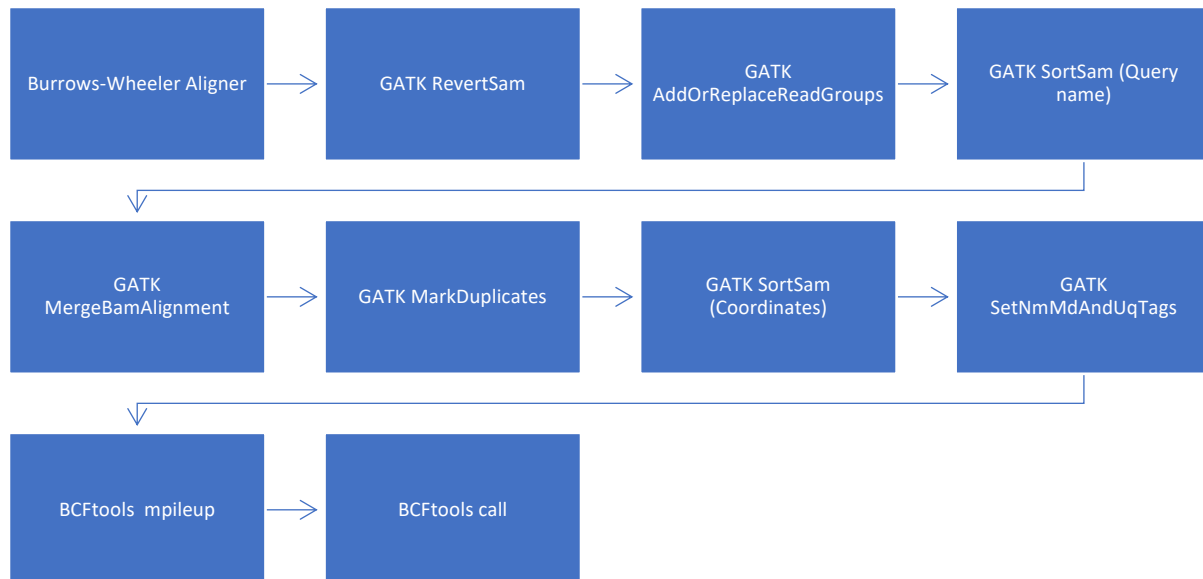 Burrows-Wheeler Aligner
GATK RevertSam
GATK
AddOrReplaceReadGroups
GATK SortSam (Query
name)
GATK
MergeBamAlignment
GATK MarkDuplicates
GATK SortSam
(Coordinates)
GATK
SetNmMdAndUqTags
BCFtools  mpileup
BCFtools call